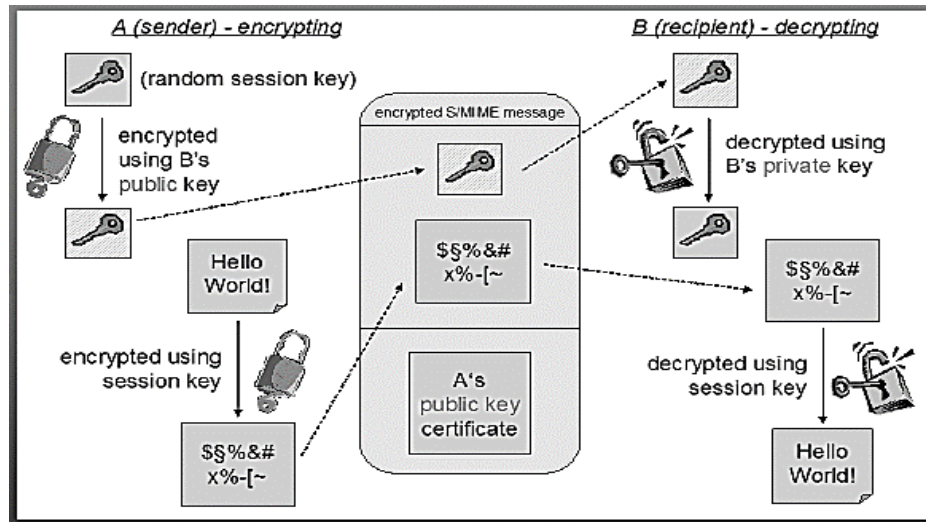 A (sender) - encrypting
(random session key)
encrypted
using B's
public key
Hello
World!
encrypted using
session key
$§%&#
x%-[~
encrypted S/MIME message
$§%&#
x%-[~
A's
public key
certificate
B (recipient) - decrypting
decrypted using
B's private key
$§%&#
x%-[~
decrypted using
session key
Hello
World!